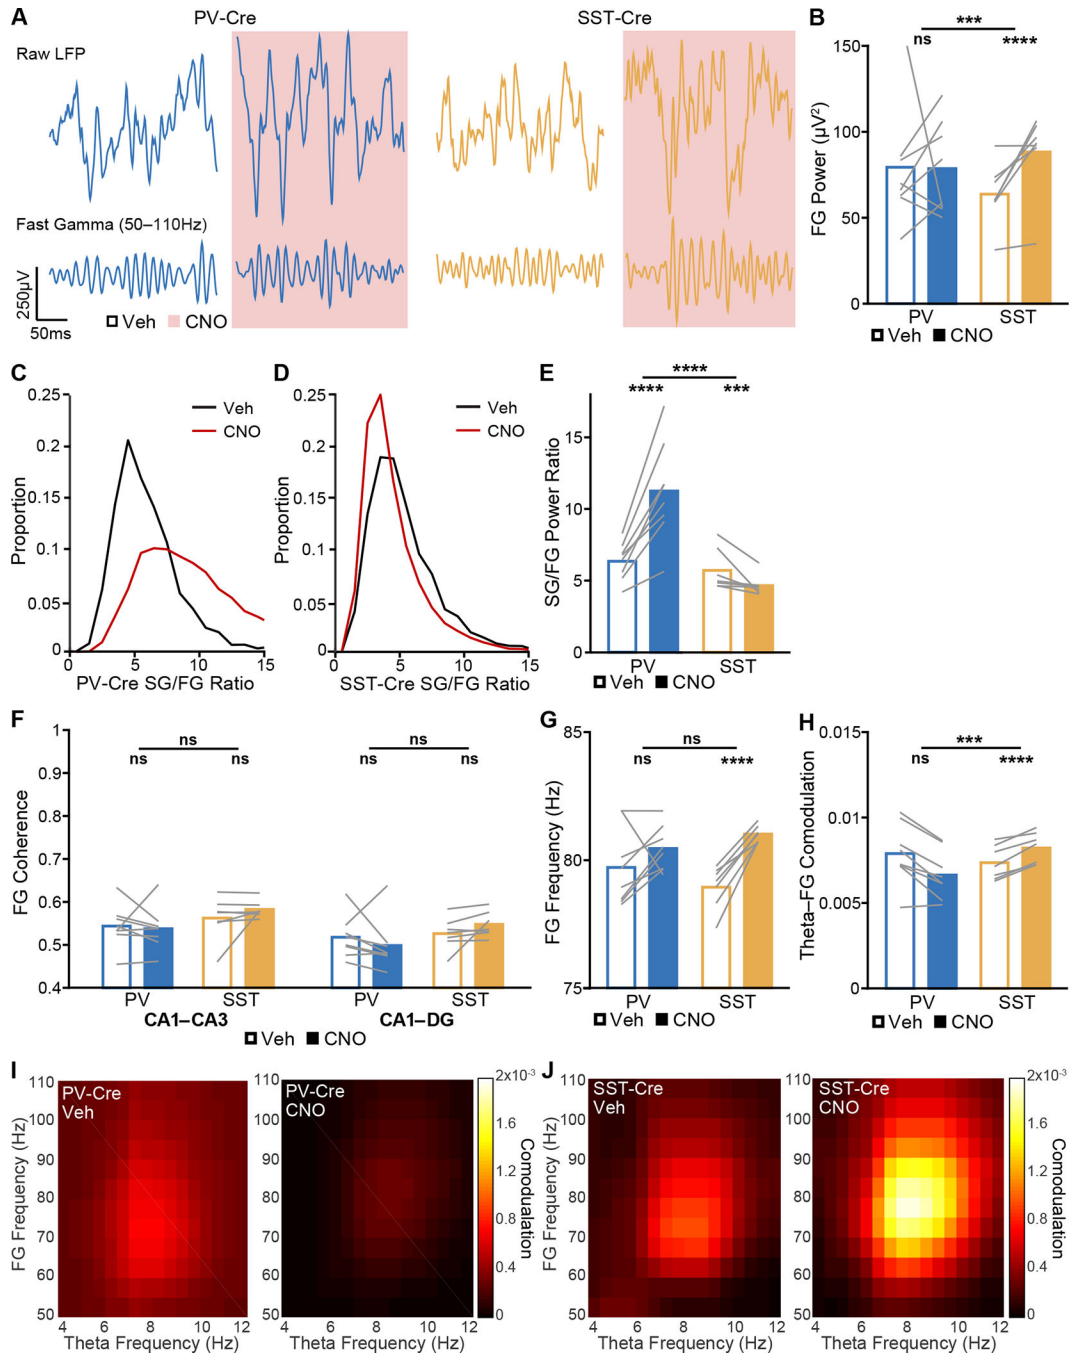 A
PV-Cre
SST-Cre
Raw LFP
Fast Gamma (50–110Hz)
250µV
50ms
Veh CNO
B
***
ns ****
FG Power (µV²)
150
100
50
0
PV SST
Veh CNO
C
Proportion
0.25
0.2
0.15
0.1
0.05
0
0 5 10 15
PV-Cre SG/FG Ratio
Veh
CNO
D
Proportion
0.25
0.2
0.15
0.1
0.05
0
0 5 10 15
SST-Cre SG/FG Ratio
Veh
CNO
E
****
**** ***
SG/FG Power Ratio
15
10
5
0
PV SST
Veh CNO
F
ns
ns ns
ns
ns ns
FG Coherence
1
0.9
0.8
0.7
0.6
0.5
0.4
PV SST PV SST
CA1–CA3 CA1–DG
Veh CNO
G
ns
ns ****
FG Frequency (Hz)
85
80
75
PV SST
Veh CNO
H
***
ns ****
Theta–FG Comodulation
0.015
0.01
0.005
0
PV SST
Veh CNO
I
PV-Cre
Veh
FG Frequency (Hz)
110
100
90
80
70
60
50
4 6 8 10 12
Theta Frequency (Hz)
PV-Cre
CNO
110
100
90
80
70
60
50
4 6 8 10 12
Theta Frequency (Hz)
2x10⁻³
1.6
1.2
0.8
0.4
0
Comodualation
J
SST-Cre
Veh
FG Frequency (Hz)
110
100
90
80
70
60
50
4 6 8 10 12
Theta Frequency (Hz)
SST-Cre
CNO
110
100
90
80
70
60
50
4 6 8 10 12
Theta Frequency (Hz)
2x10⁻³
1.6
1.2
0.8
0.4
0
Comodulation